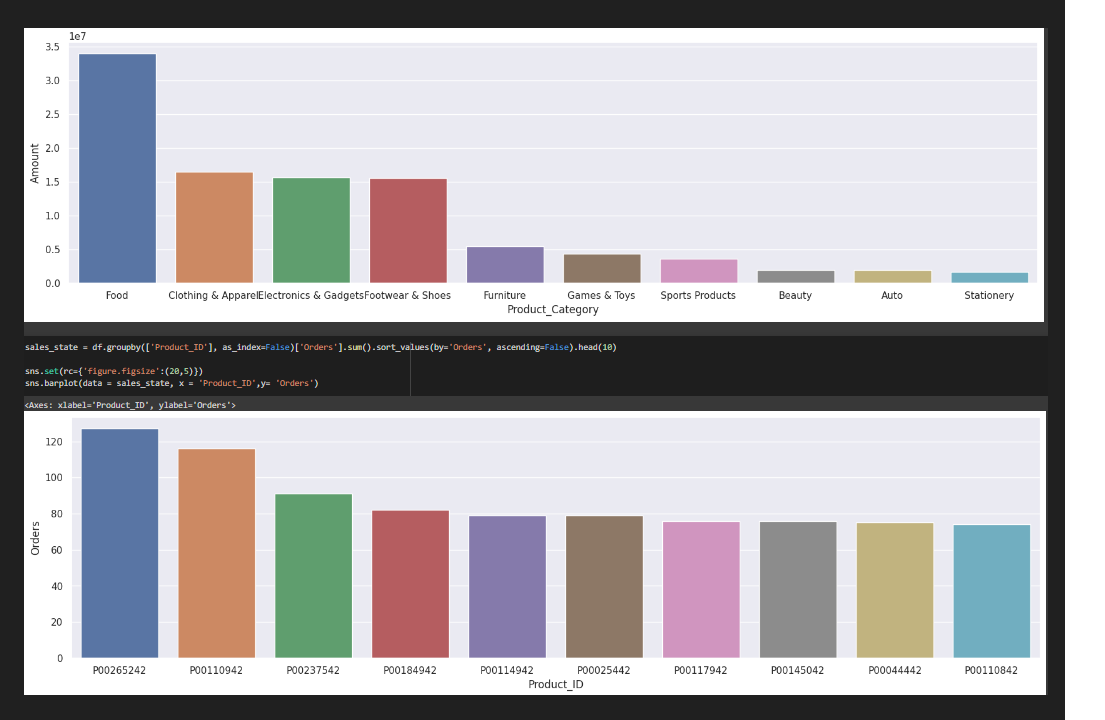 1e7
3.5
3.0
2.5
2.0
1.5
1.0
0.5
0.0
Amount
Food Clothing & Apparel Electronics & Gadgets Footwear & Shoes Furniture Games & Toys Sports Products Beauty Auto Stationery
Product_Category
sales_state = df.groupby(['Product_ID'], as_index=False)['Orders'].sum().sort_values(by='Orders', ascending=False).head(10)
sns.set(rc={'figure.figsize':(20,5)})
sns.barplot(data = sales_state, x = 'Product_ID',y= 'Orders')
<Axes: xlabel='Product_ID', ylabel='Orders'>
120
100
80
60
40
20
0
Orders
P00265242 P00110942 P00237542 P00184942 P00114942 P00025442 P00117942 P00145042 P00044442 P00110842
Product_ID